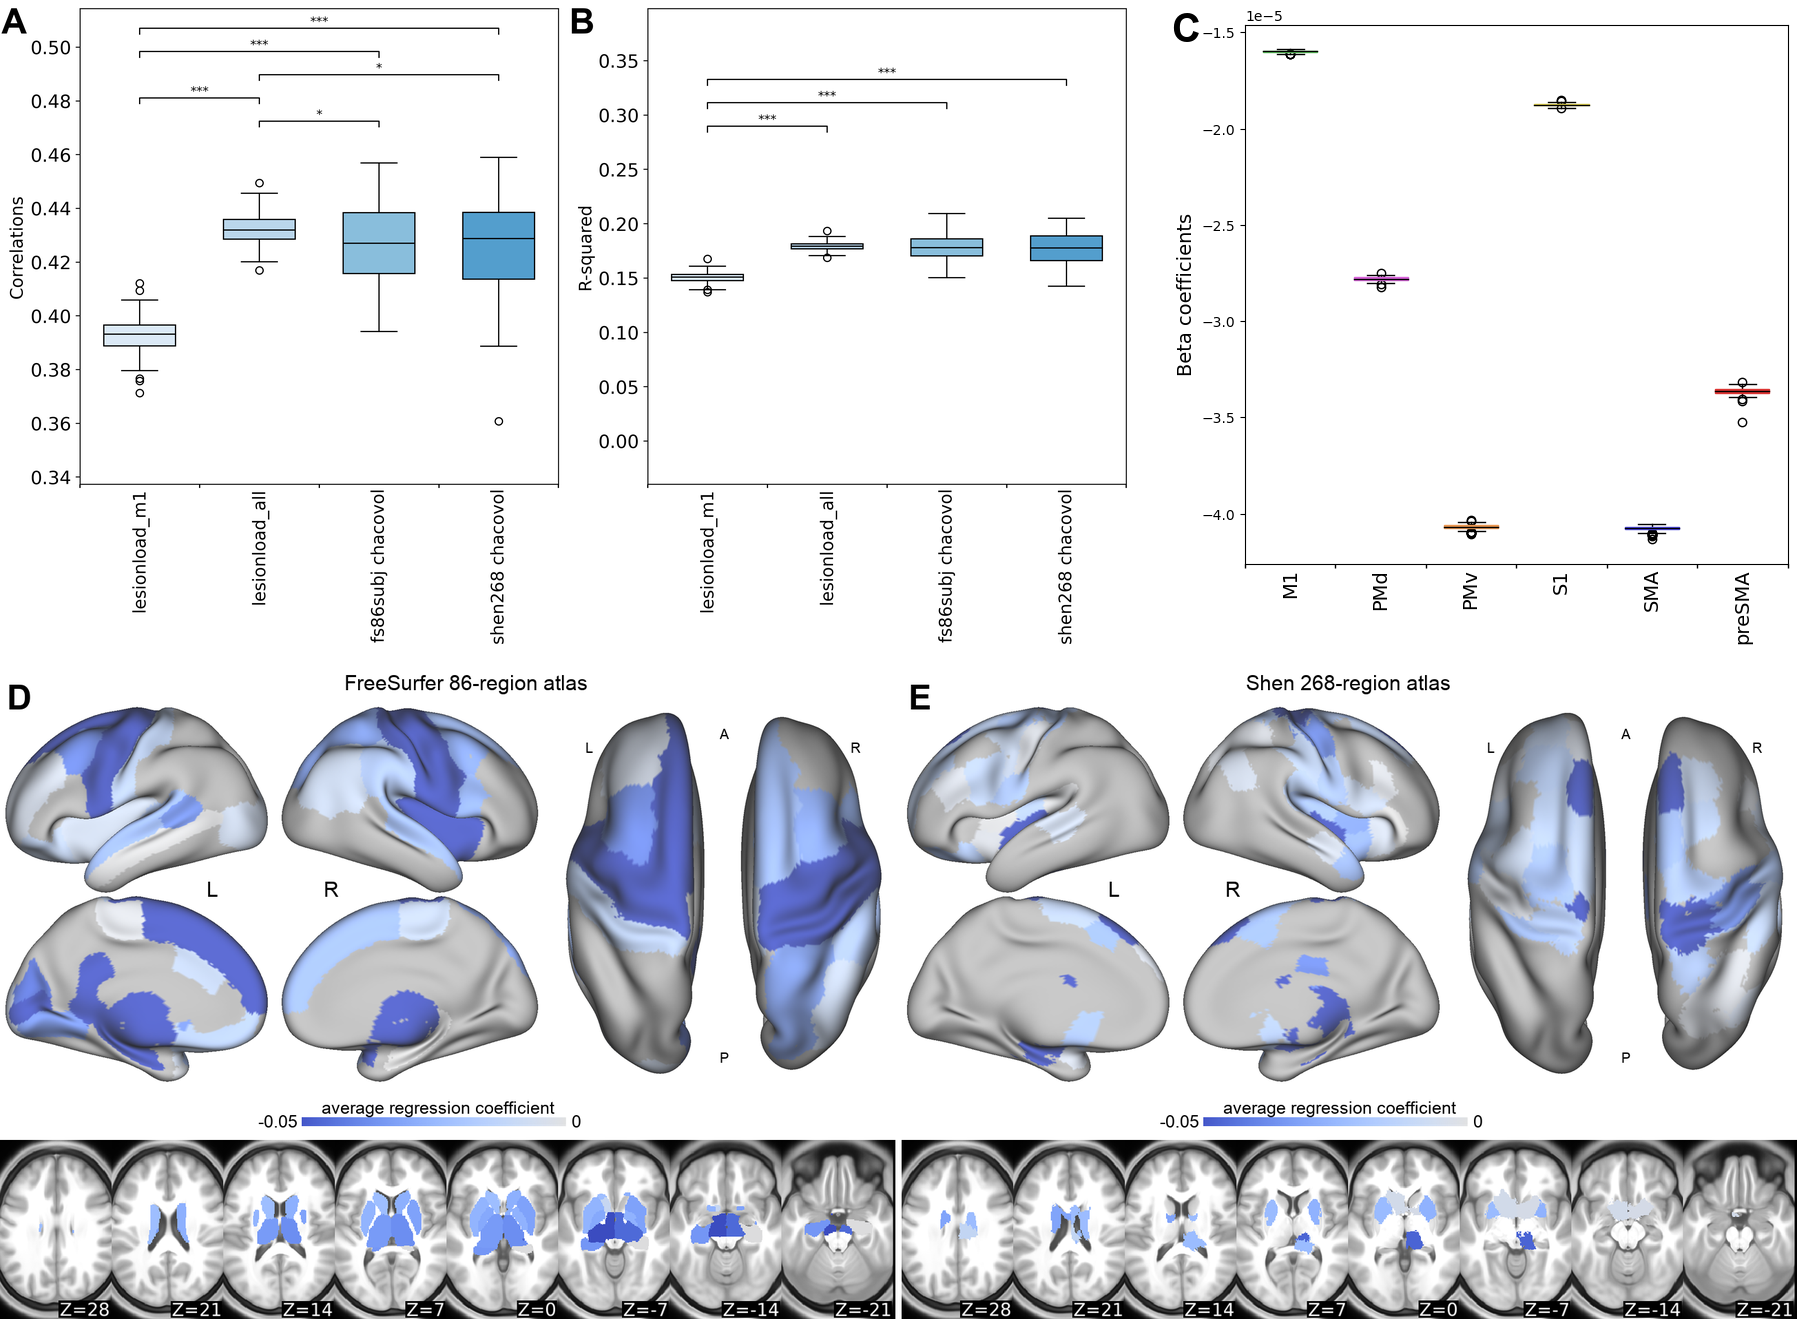 A
Correlations
0.50
0.48
0.46
0.44
0.42
0.40
0.38
0.36
0.34
***
***
*
***
*
lesionload_m1
lesionload_all
fs86subj chacovol
shen268 chacovol
B
R-squared
0.35
0.30
0.25
0.20
0.15
0.10
0.05
0.00
***
***
***
lesionload_m1
lesionload_all
fs86subj chacovol
shen268 chacovol
C
1e−5
Beta coefficients
−1.5
−2.0
−2.5
−3.0
−3.5
−4.0
M1
PMd
PMv
S1
SMA
preSMA
D
FreeSurfer 86-region atlas
L
A
R
L
R
P
average regression coefficient
-0.05
0
Z=28
Z=21
Z=14
Z=7
Z=0
Z=-7
Z=-14
Z=-21
E
Shen 268-region atlas
L
A
R
L
R
P
average regression coefficient
-0.05
0
Z=28
Z=21
Z=14
Z=7
Z=0
Z=-7
Z=-14
Z=-21